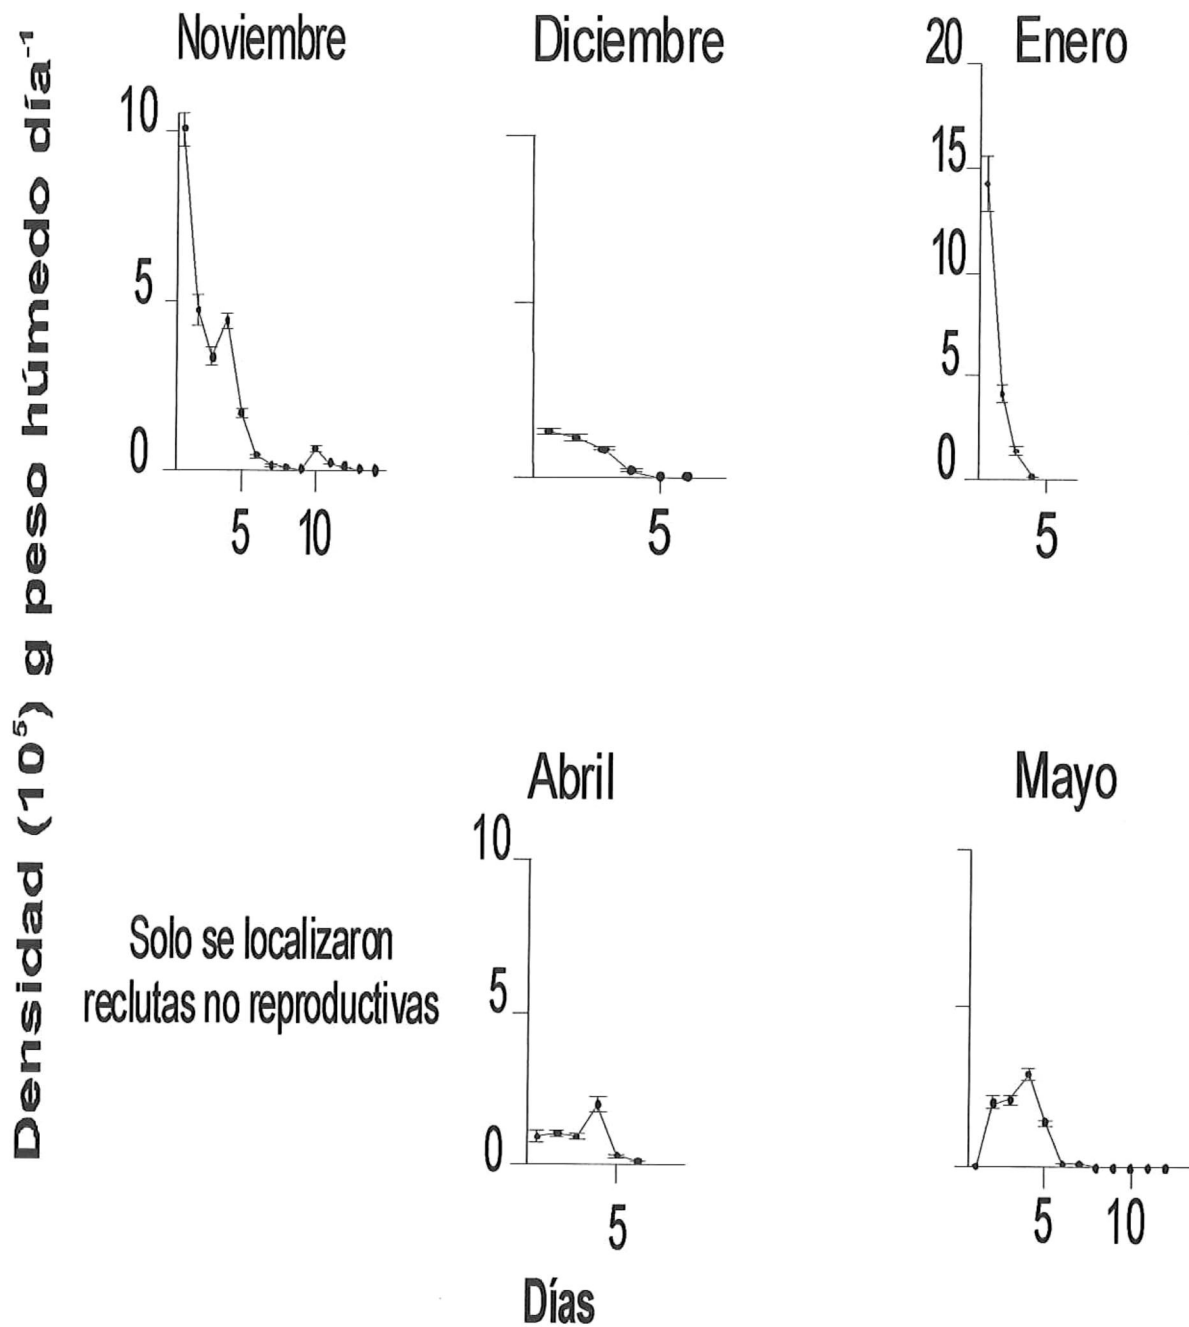 Densidad (10⁵) g peso húmedo día⁻¹
Noviembre
10
5
0
5 10
Diciembre
5
20 Enero
15
10
5
0
5
Solo se localizaron
reclutas no reproductivas
Abril
10
5
0
5
Mayo
5 10
Días